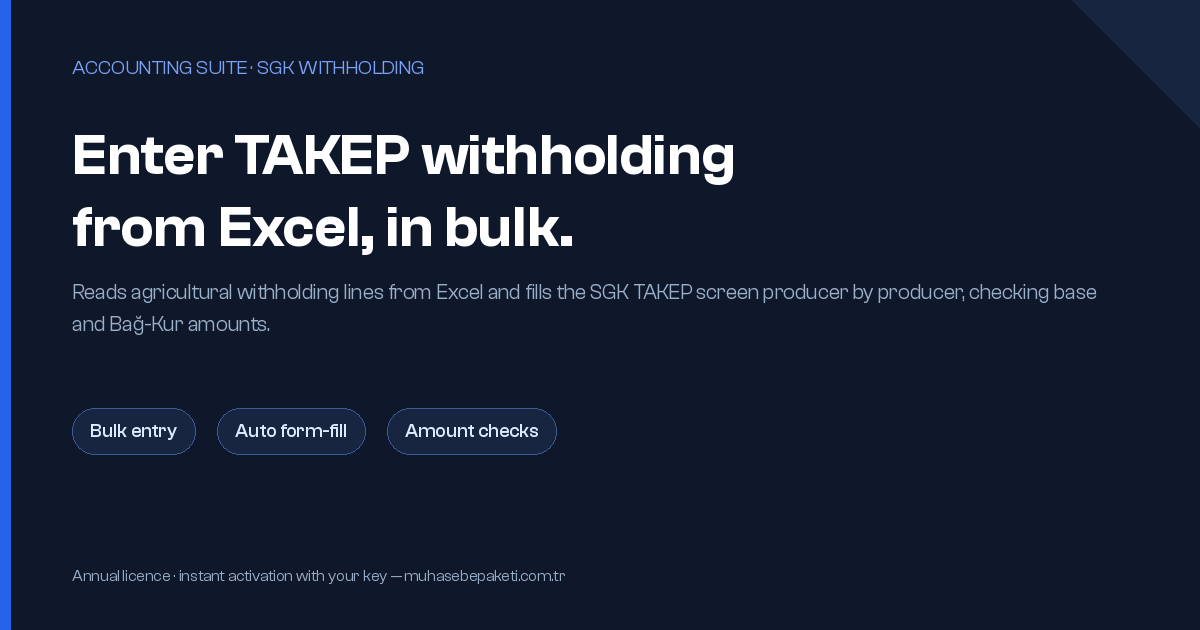 ACCOUNTING SUITE · SGK WITHHOLDING
Enter TAKEP withholding
from Excel, in bulk.
Reads agricultural withholding lines from Excel and fills the SGK TAKEP screen producer by producer, checking base
and Bağ-Kur amounts.
Bulk entry
Auto form-fill
Amount checks
Annual licence · instant activation with your key — muhasebepaketi.com.tr